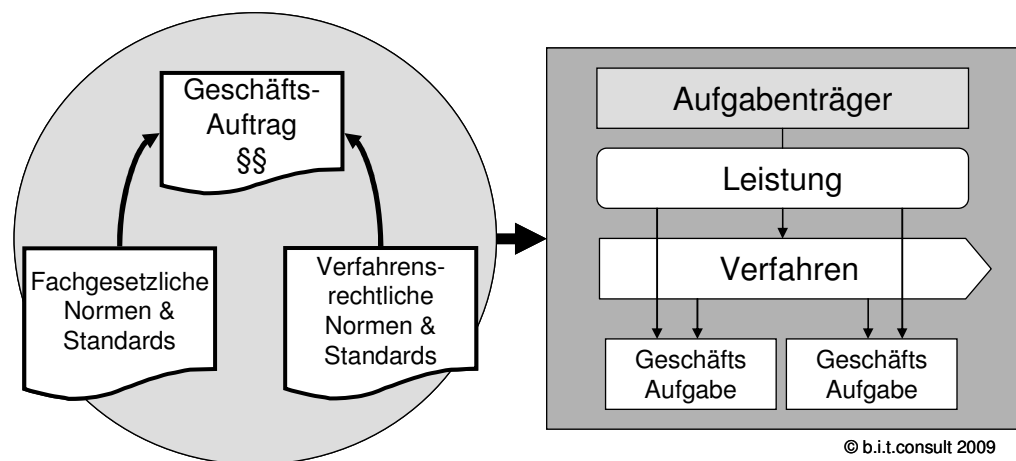 Geschäfts-
Auftrag
§§
Fachgesetzliche
Normen &
Standards
Verfahrens-
rechtliche
Normen &
Standards
Aufgabenträger
Leistung
Verfahren
Geschäfts
Aufgabe
Geschäfts
Aufgabe
© b.i.t.consult 2009